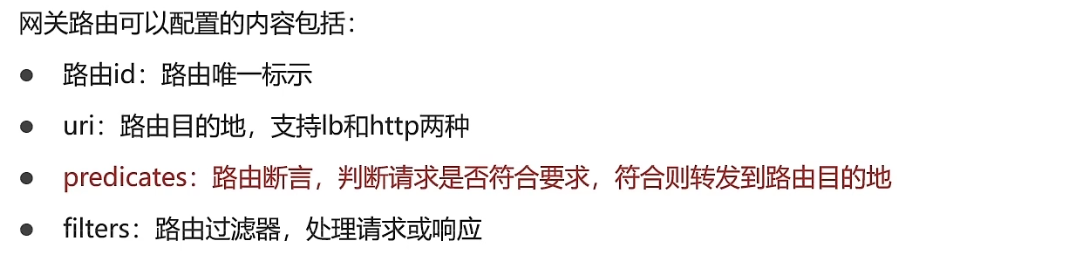 网关路由可以配置的内容包括：
● 路由id：路由唯一标示
● uri：路由目的地，支持lb和http两种
● predicates：路由断言，判断请求是否符合要求，符合则转发到路由目的地
● filters：路由过滤器，处理请求或响应